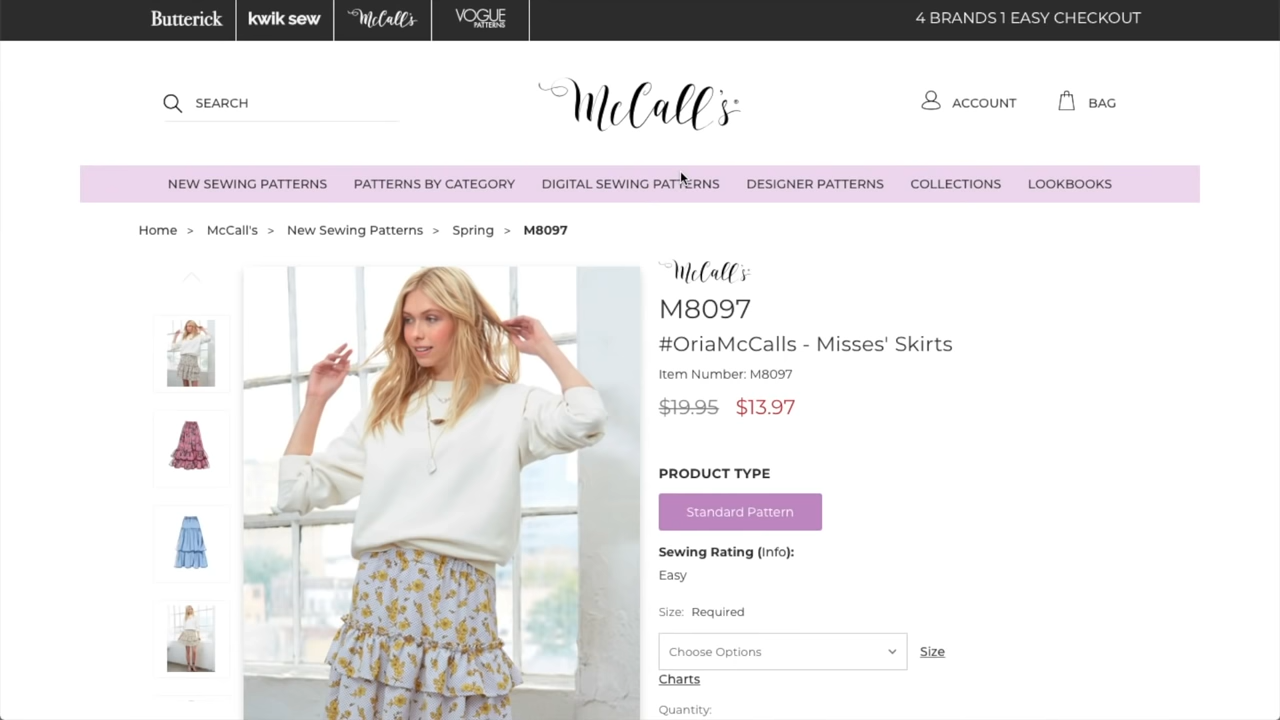 Butterick
kwik sew
McCall's
VOGUE
PATTERNS
4 BRANDS 1 EASY CHECKOUT
SEARCH
McCall's
ACCOUNT
BAG
NEW SEWING PATTERNS
PATTERNS BY CATEGORY
DIGITAL SEWING PATTERNS
DESIGNER PATTERNS
COLLECTIONS
LOOKBOOKS
Home > McCall's > New Sewing Patterns > Spring > M8097
McCall's
M8097
#OriaMcCalls - Misses' Skirts
Item Number: M8097
$19.95 $13.97
PRODUCT TYPE
Standard Pattern
Sewing Rating (Info):
Easy
Size: Required
Choose Options
Size
Charts
Quantity: